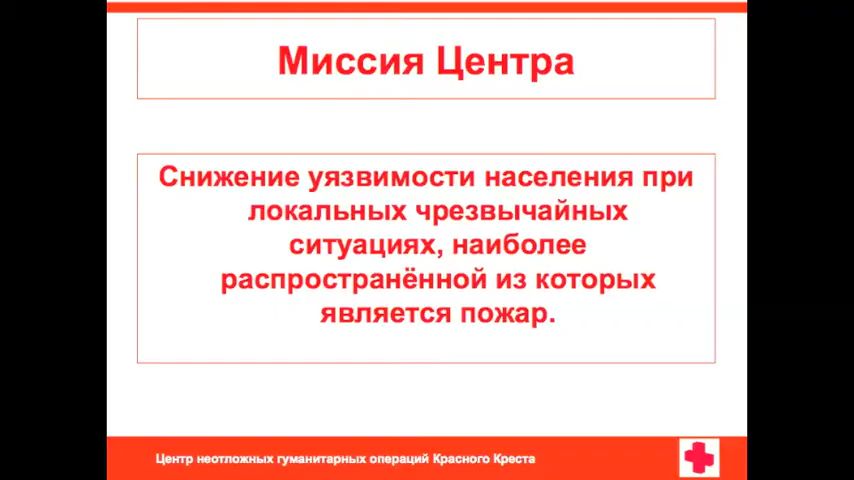 Миссия Центра
Снижение уязвимости населения при
локальных чрезвычайных
ситуациях, наиболее
распространённой из которых
является пожар.
Центр неотложных гуманитарных операций Красного Креста